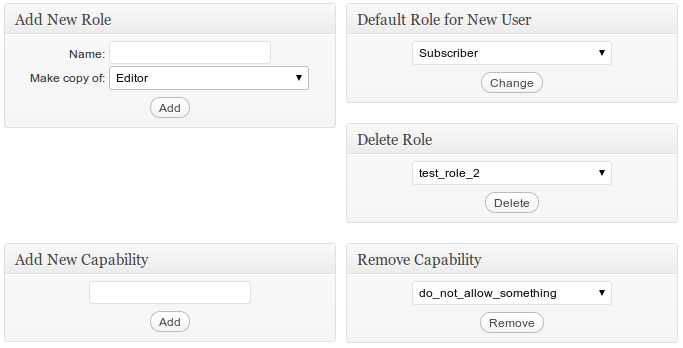 Add New Role
Name:
Make copy of: Editor
Add
Default Role for New User
Subscriber
Change
Delete Role
test_role_2
Delete
Add New Capability
Add
Remove Capability
do_not_allow_something
Remove